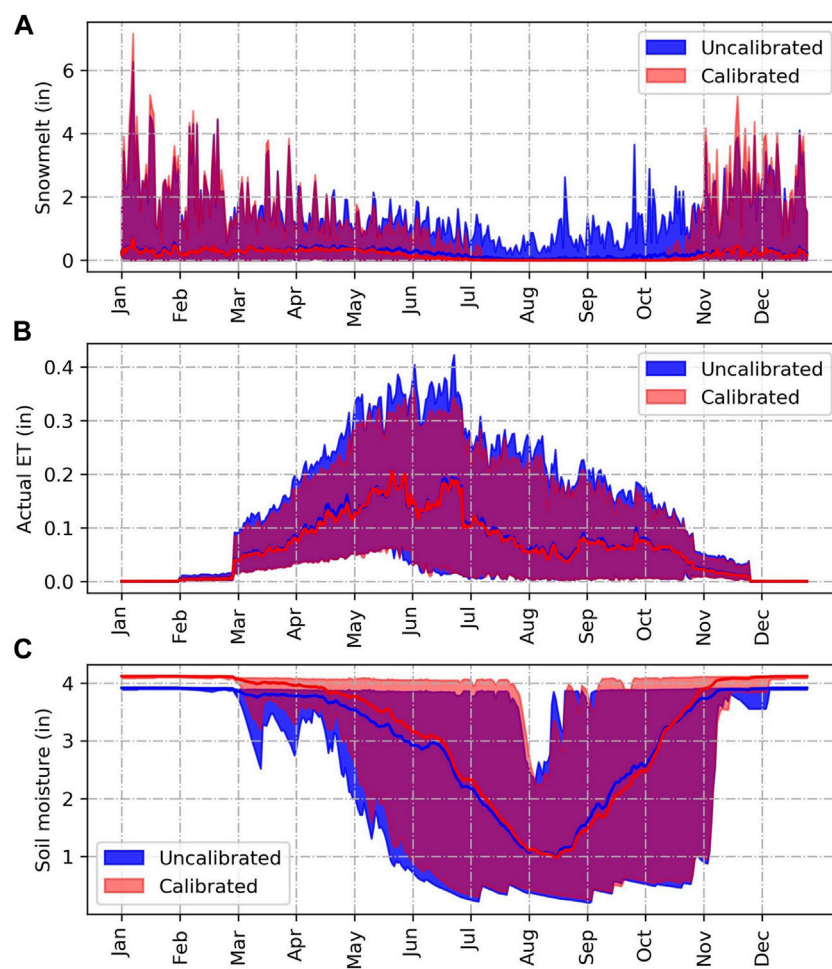 A
Snowmelt (in)
6
4
2
0
Uncalibrated
Calibrated
Jan Feb Mar Apr May Jun Jul Aug Sep Oct Nov Dec
B
Actual ET (in)
0.4
0.3
0.2
0.1
0.0
Uncalibrated
Calibrated
Jan Feb Mar Apr May Jun Jul Aug Sep Oct Nov Dec
C
Soil moisture (in)
4
3
2
1
Uncalibrated
Calibrated
Jan Feb Mar Apr May Jun Jul Aug Sep Oct Nov Dec